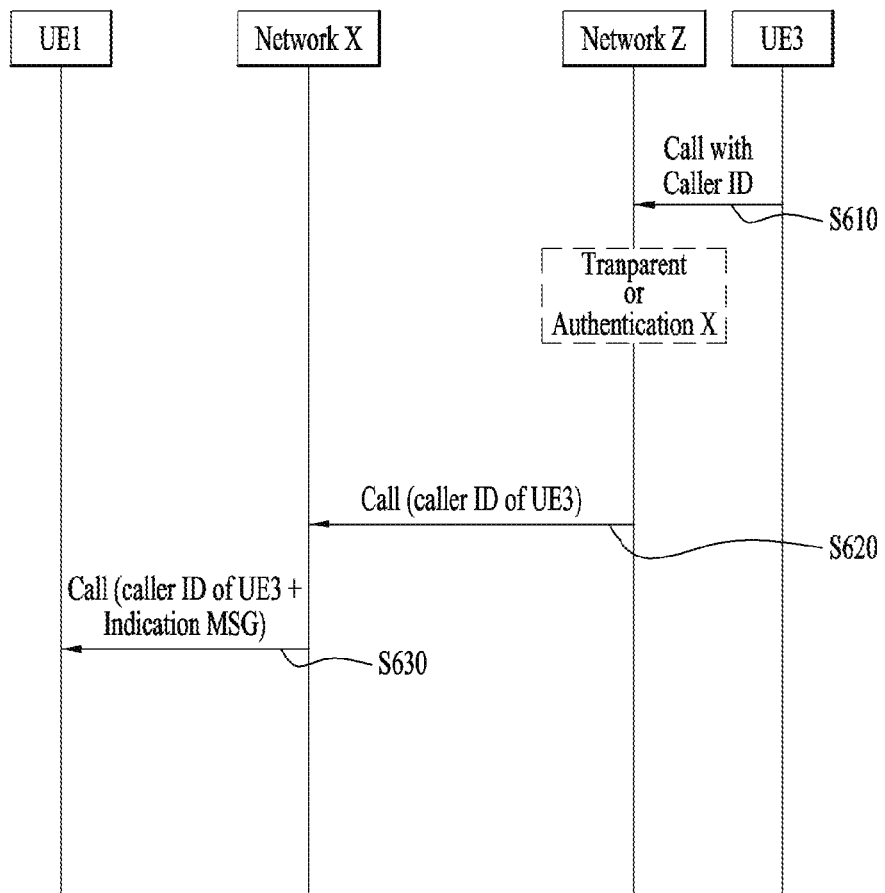 UE1
Network X
Network Z
UE3
Call with
Caller ID
S610
Tranparent
or
Authentication X
Call (caller ID of UE3)
S620
Call (caller ID of UE3 +
Indication MSG)
S630